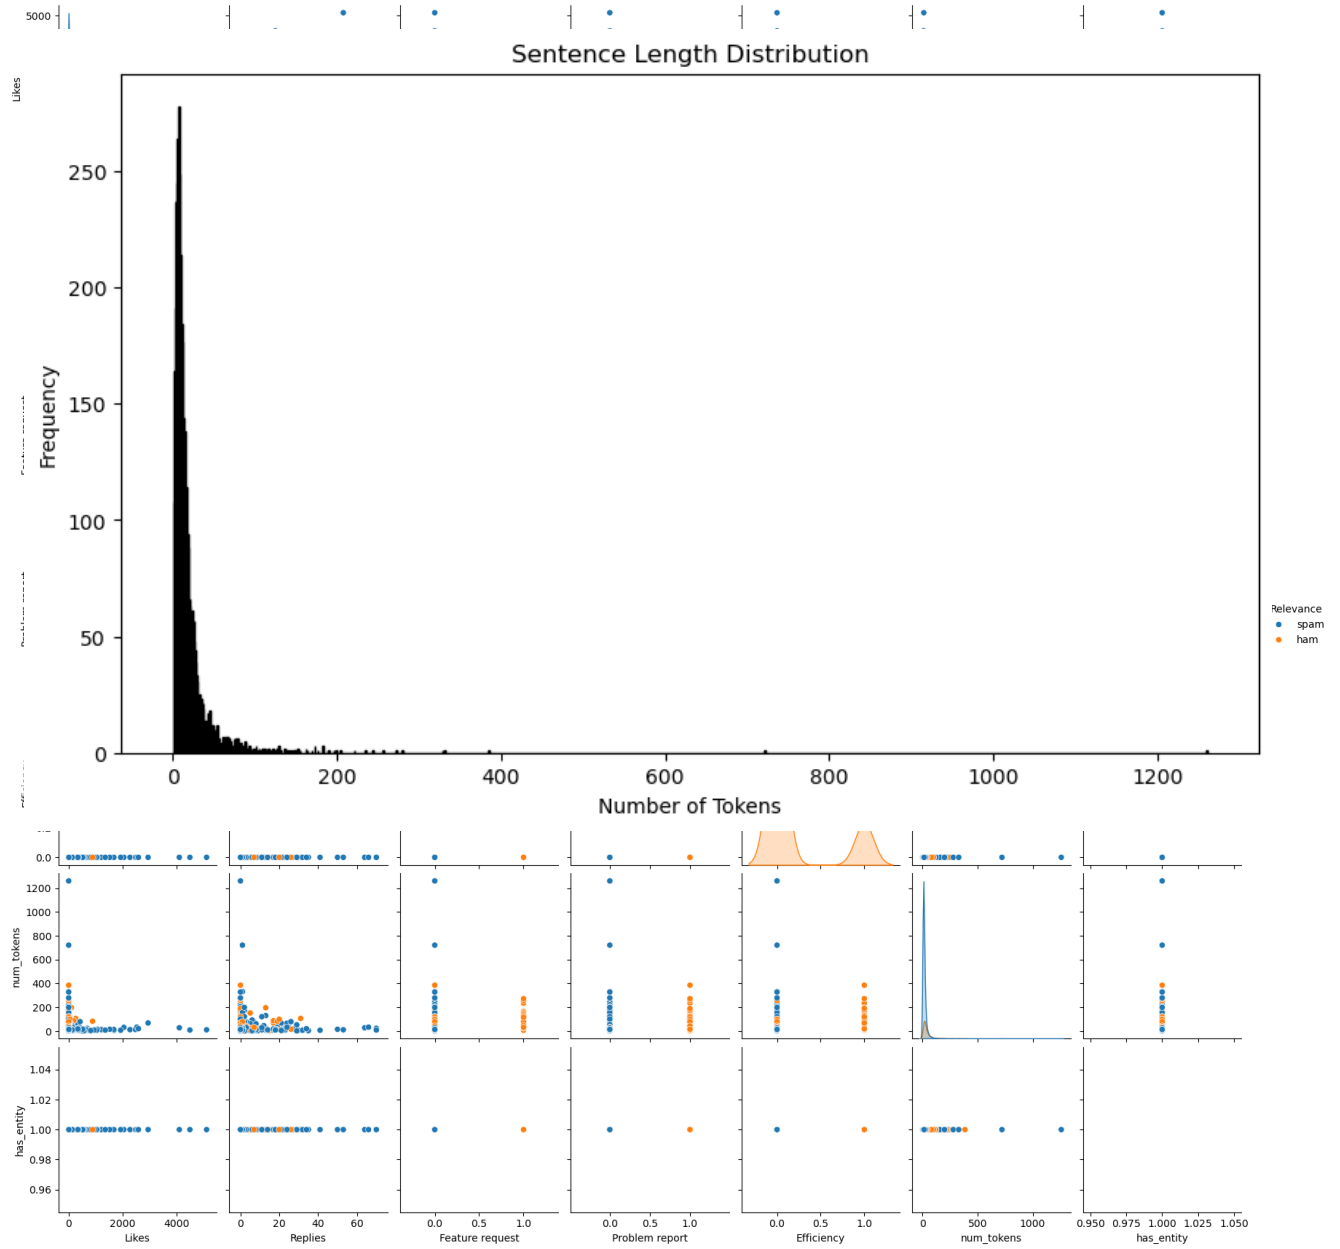 5000
Sentence Length Distribution
Likes
250
200
150
100
50
0
Frequency
0 200 400 600 800 1000 1200
Number of Tokens
Relevance
spam
ham
0.0
1200
1000
800
600
400
200
0
num_tokens
1.04
1.02
1.00
0.98
0.96
has_entity
0 2000 4000 0 20 40 60 0.0 0.5 1.0 0.0 0.5 1.0 0.0 0.5 1.0 0 500 1000 0.950 0.975 1.000 1.025 1.050
Likes Replies Feature request Problem report Efficiency num_tokens has_entity